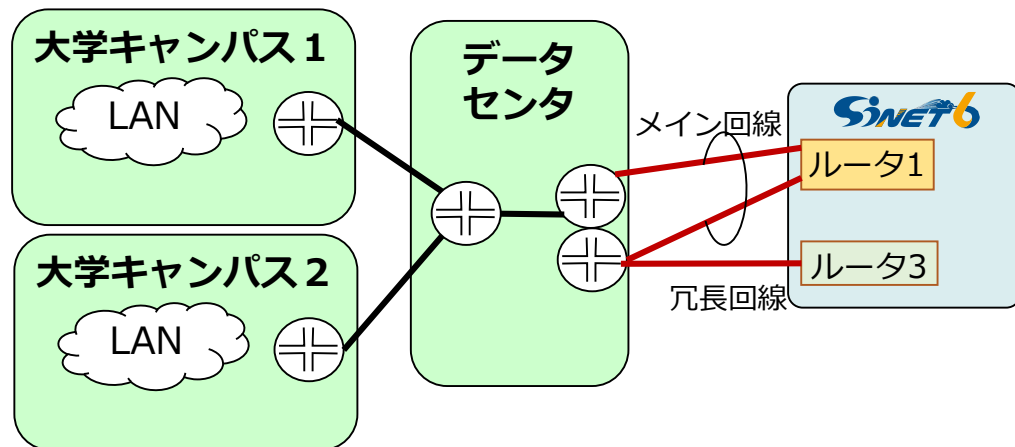 大学キャンパス１
LAN
大学キャンパス２
LAN
データ
センタ
メイン回線
冗長回線
SINET6
ルータ1
ルータ3